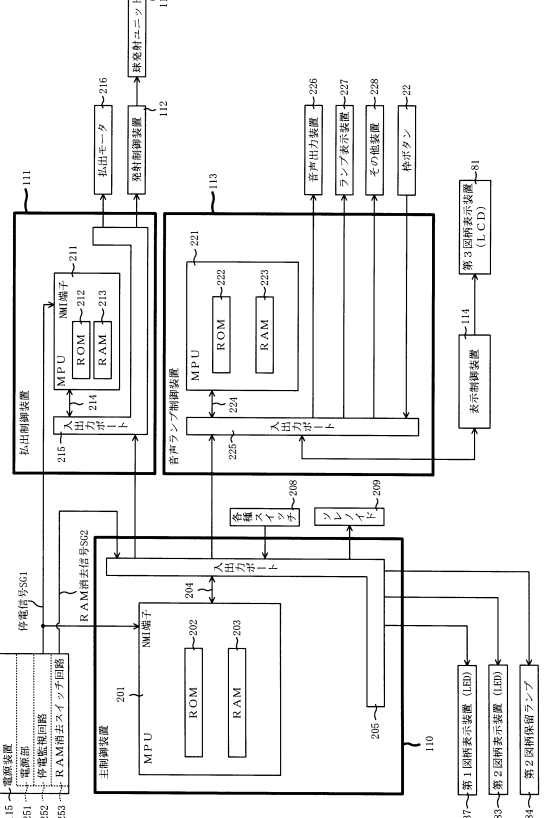 115
電源装置
251
電源部
252
停電監視回路
253
RAM消去スイッチ回路
停電信号SG1
RAM消去信号SG2
主制御装置
110
201
MPU
NMI端子
ROM
202
RAM
203
204
入出力ポート
205
各種スイッチ
208
ソレノイド
209
37
第1図柄表示装置(LED)
83
第2図柄表示装置(LED)
84
第2図柄保留ランプ
払出制御装置
111
MPU
NMI端子
211
ROM
212
RAM
213
214
215
入出力ポート
払出モータ
216
発射制御装置
112
球発射ユニット
音声ランプ制御装置
113
MPU
221
ROM
222
RAM
223
224
225
入出力ポート
音声出力装置
226
ランプ表示装置
227
その他装置
228
枠ボタン
22
表示制御装置
114
第3図柄表示装置
(LCD)
81